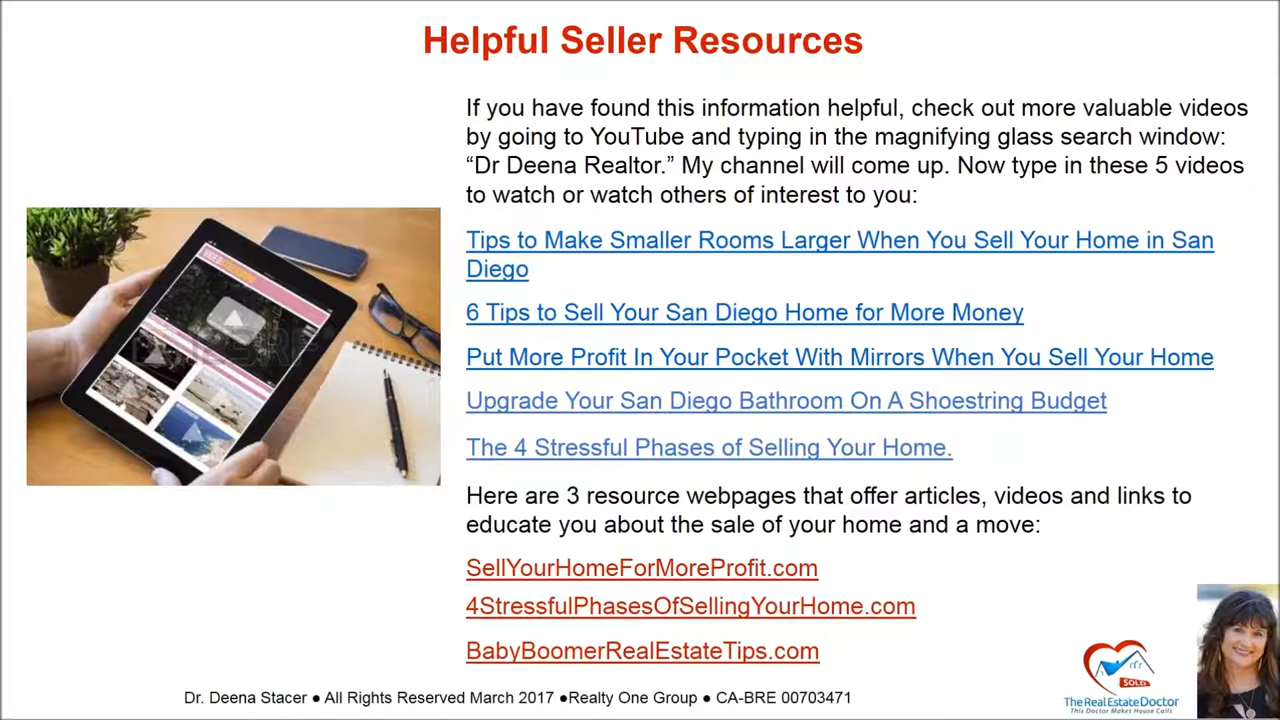 Helpful Seller Resources
If you have found this information helpful, check out more valuable videos
by going to YouTube and typing in the magnifying glass search window:
“Dr Deena Realtor.” My channel will come up. Now type in these 5 videos
to watch or watch others of interest to you:
Tips to Make Smaller Rooms Larger When You Sell Your Home in San
Diego
6 Tips to Sell Your San Diego Home for More Money
Put More Profit In Your Pocket With Mirrors When You Sell Your Home
Upgrade Your San Diego Bathroom On A Shoestring Budget
The 4 Stressful Phases of Selling Your Home.
Here are 3 resource webpages that offer articles, videos and links to
educate you about the sale of your home and a move:
SellYourHomeForMoreProfit.com
4StressfulPhasesOfSellingYourHome.com
BabyBoomerRealEstateTips.com
SOLD
TheRealEstateDoctor
This Doctor Makes House Calls
Dr. Deena Stacer ● All Rights Reserved March 2017 ●Realty One Group ● CA-BRE 00703471